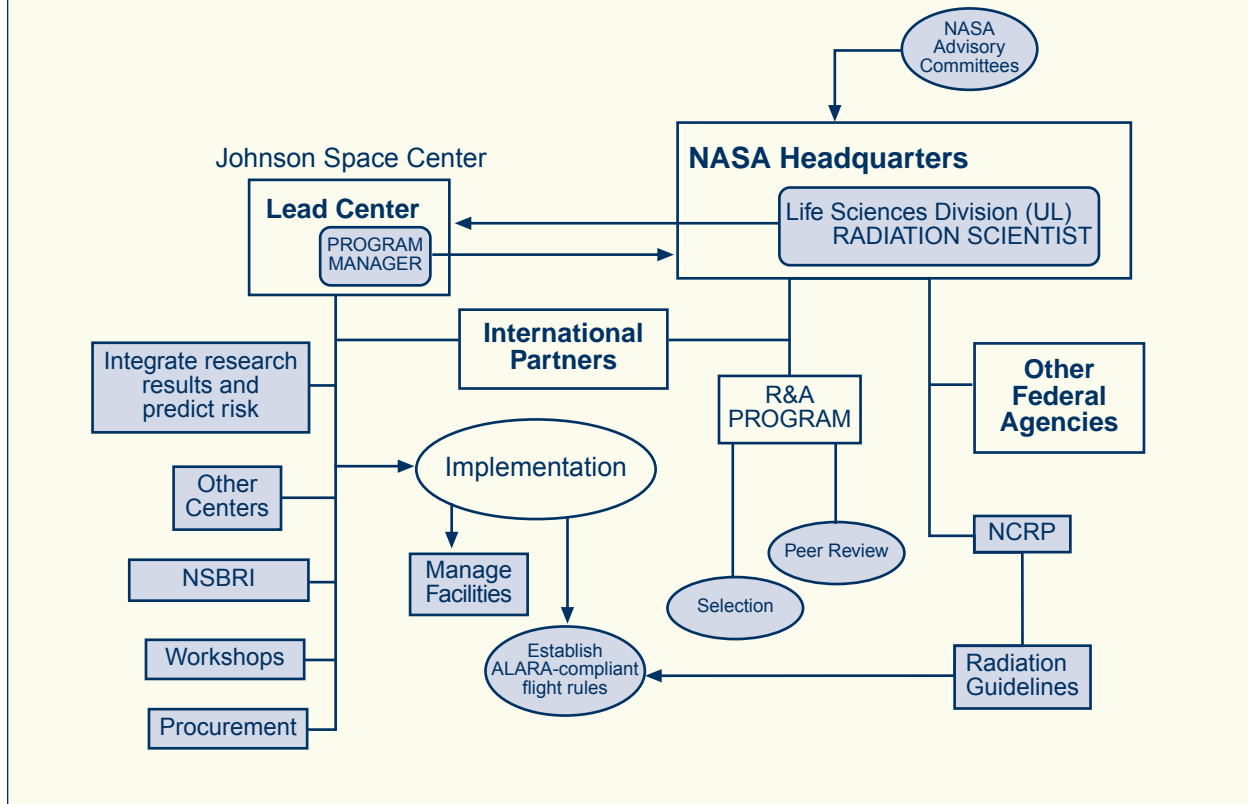 NASA
Advisory
Committees
Johnson Space Center
NASA Headquarters
Lead Center
Life Sciences Division (UL)
RADIATION SCIENTIST
PROGRAM
MANAGER
International
Partners
Integrate research
results and
predict risk
Other
Federal
Agencies
R&A
PROGRAM
Implementation
Other
Centers
NCRP
Peer Review
Manage
Facilities
NSBRI
Selection
Establish
ALARA-compliant
flight rules
Workshops
Radiation
Guidelines
Procurement